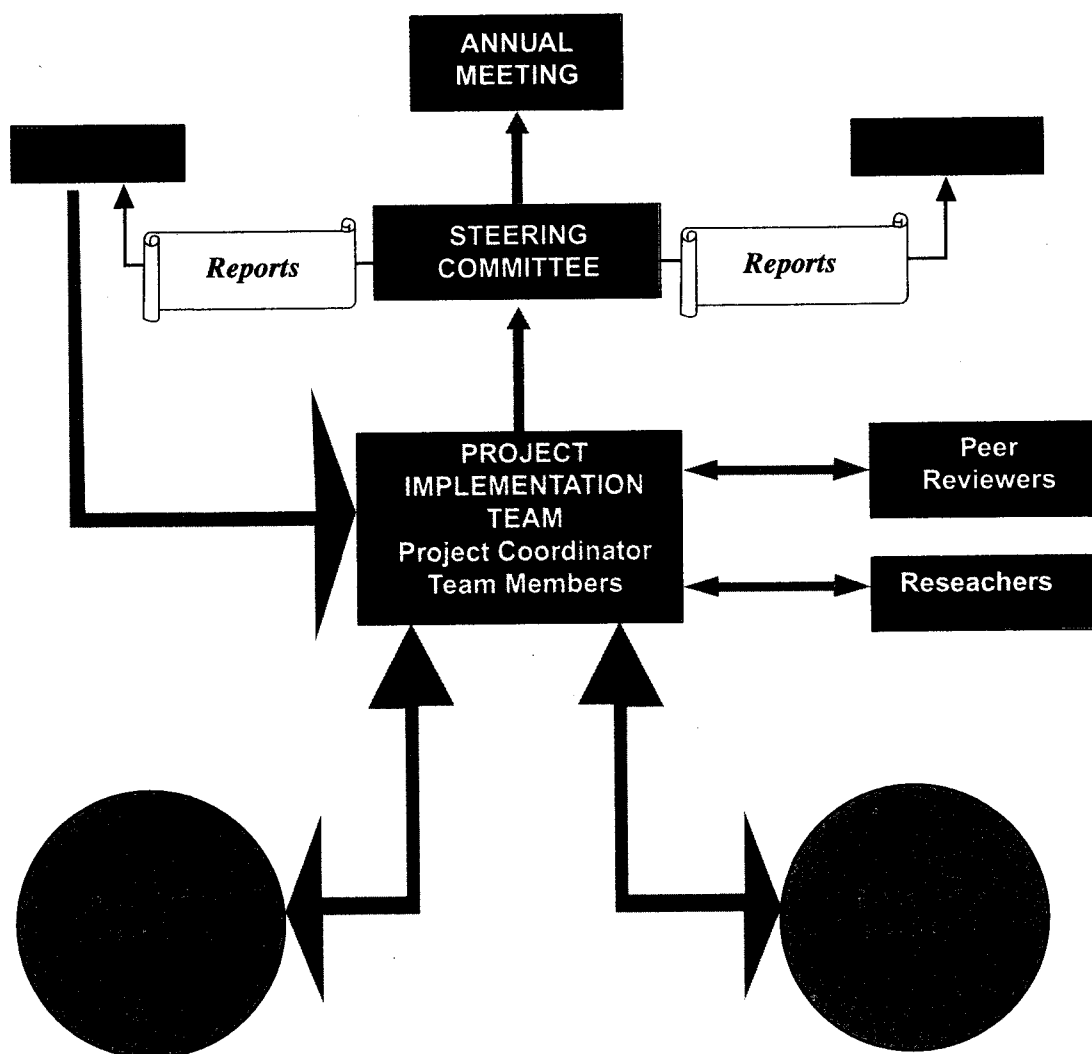 ANNUAL
MEETING
STEERING
COMMITTEE
Reports
Reports
PROJECT
IMPLEMENTATION
TEAM
Project Coordinator
Team Members
Peer
Reviewers
Reseachers